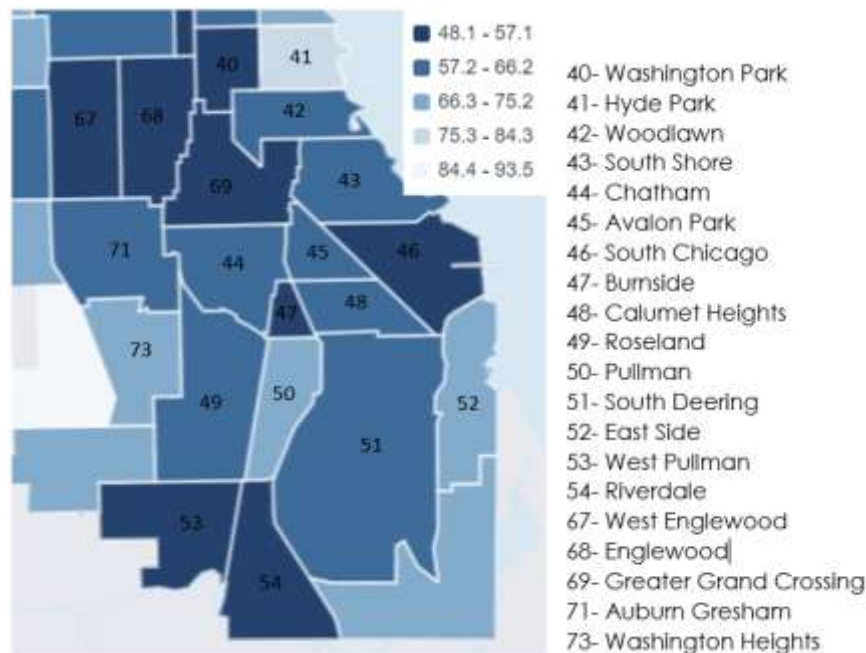 48.1 - 57.1
57.2 - 66.2
66.3 - 75.2
75.3 - 84.3
84.4 - 93.5
40
41
67
68
42
69
43
71
44
45
46
47
48
73
49
50
52
51
53
54
40- Washington Park
41- Hyde Park
42- Woodlawn
43- South Shore
44- Chatham
45- Avalon Park
46- South Chicago
47- Burnside
48- Calumet Heights
49- Roseland
50- Pullman
51- South Deering
52- East Side
53- West Pullman
54- Riverdale
67- West Englewood
68- Englewood
69- Greater Grand Crossing
71- Auburn Gresham
73- Washington Heights